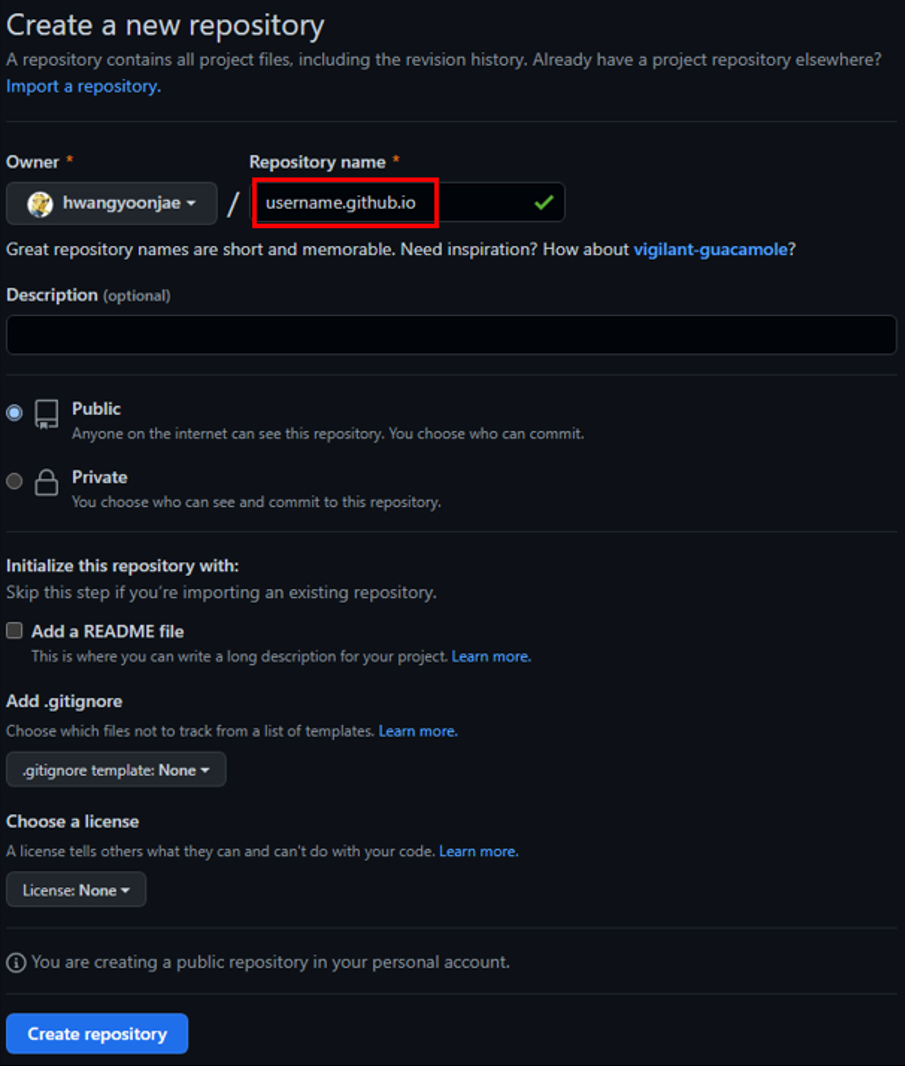 Create a new repository
A repository contains all project files, including the revision history. Already have a project repository elsewhere?
Import a repository.
Owner * Repository name *
hwangyoonjae / username.github.io
Great repository names are short and memorable. Need inspiration? How about vigilant-guacamole?
Description (optional)
Public
Anyone on the internet can see this repository. You choose who can commit.
Private
You choose who can see and commit to this repository.
Initialize this repository with:
Skip this step if you're importing an existing repository.
Add a README file
This is where you can write a long description for your project. Learn more.
Add .gitignore
Choose which files not to track from a list of templates. Learn more.
.gitignore template: None
Choose a license
A license tells others what they can and can't do with your code. Learn more.
License: None
You are creating a public repository in your personal account.
Create repository